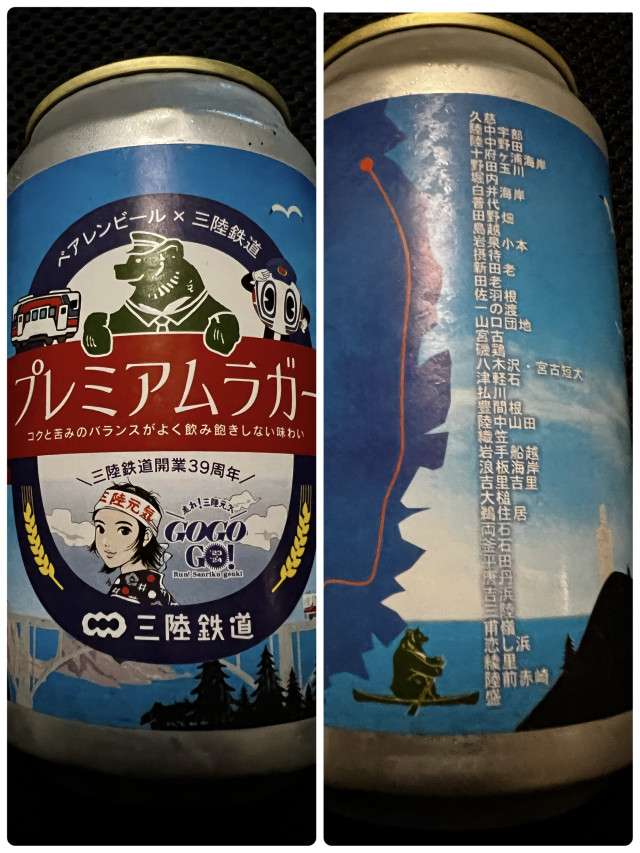 ベアレンビール × 三陸鉄道
プレミアムラガー
コクと苦みのバランスがよく飲み飽きしない味わい
三陸鉄道開業39周年
三陸元気
走れ!三陸元気
GOGO
GO!
'23
'24
Run! Sanriku genki
三陸鉄道
久慈
陸中宇部
陸中野田
十府ヶ浦海岸
野田玉川
堀内
白井海岸
普代
田野畑
島越
岩泉小本
摂待
新田老
田老
佐羽根
一の渡
山口団地
宮古
磯鶏
八木沢・宮古短大
津軽石
払川
豊間根
陸中山田
織笠
岩手船越
浪板海岸
吉里吉里
大槌
鵜住居
両石
釜石
平田
唐丹
吉浜
三陸
甫嶺
恋し浜
綾里
陸前赤崎
盛